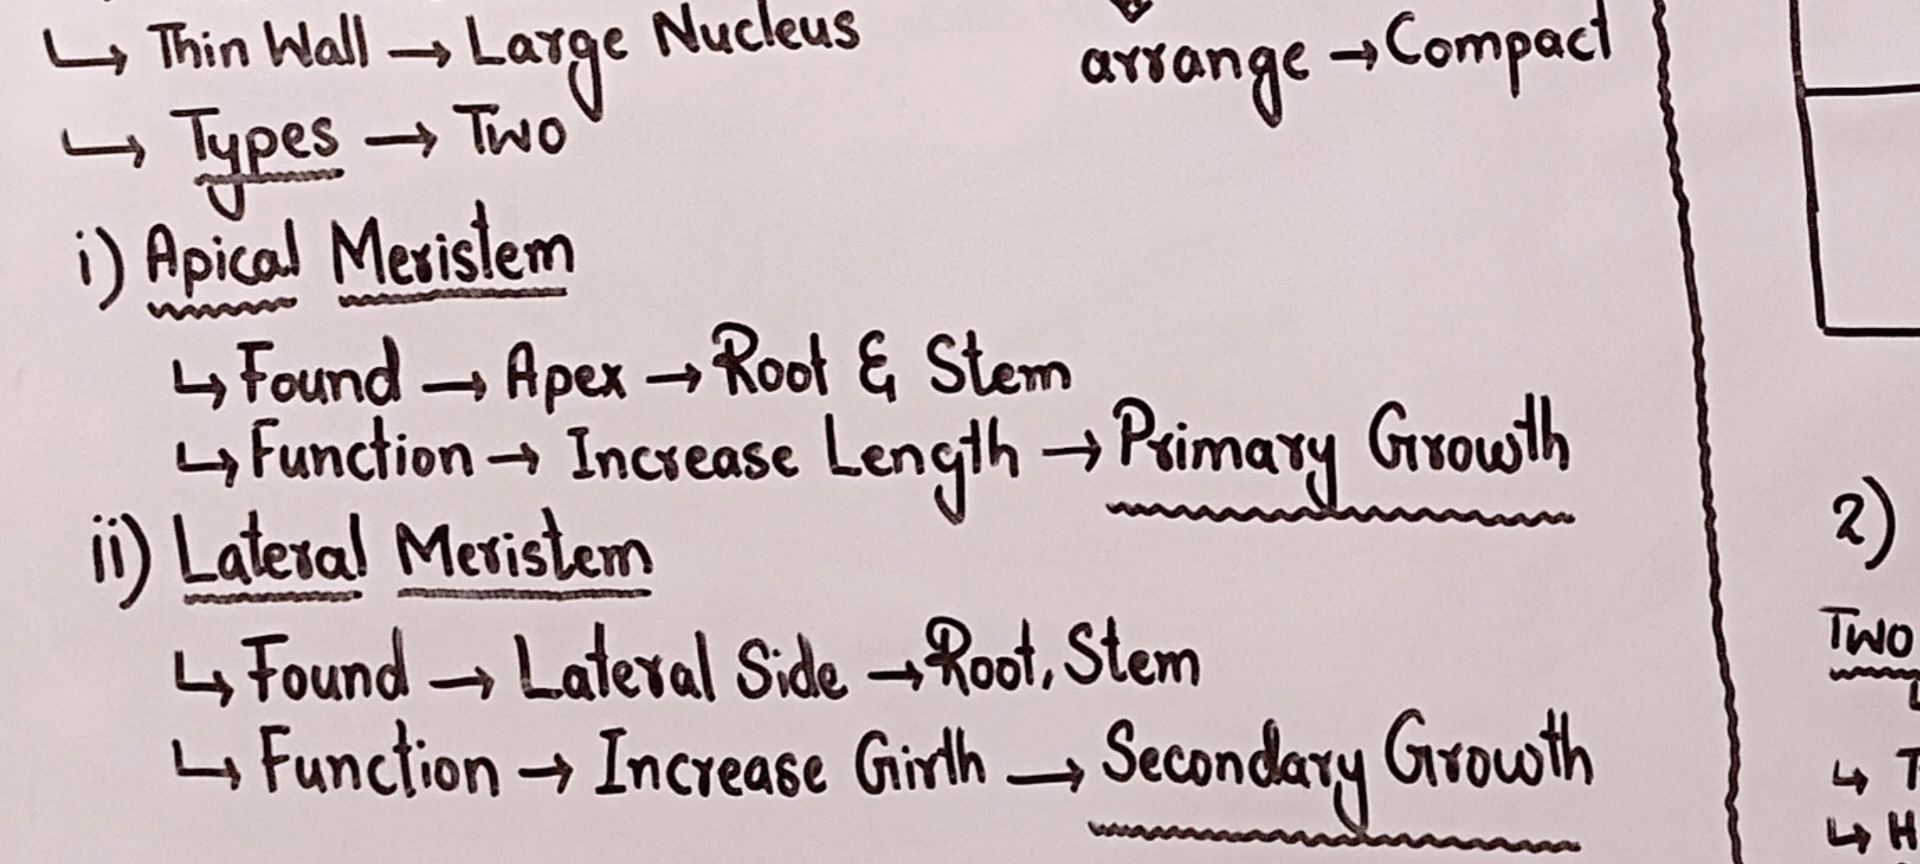 ↳ Thin Wall → Large Nucleus
arrange → Compact
↳ Types → Two
i) Apical Meristem
↳ Found → Apex → Root & Stem
↳ Function → Increase Length → Primary Growth
ii) Lateral Meristem
↳ Found → Lateral Side → Root, Stem
↳ Function → Increase Girth → Secondary Growth
2)
Two
↳ T
↳ H